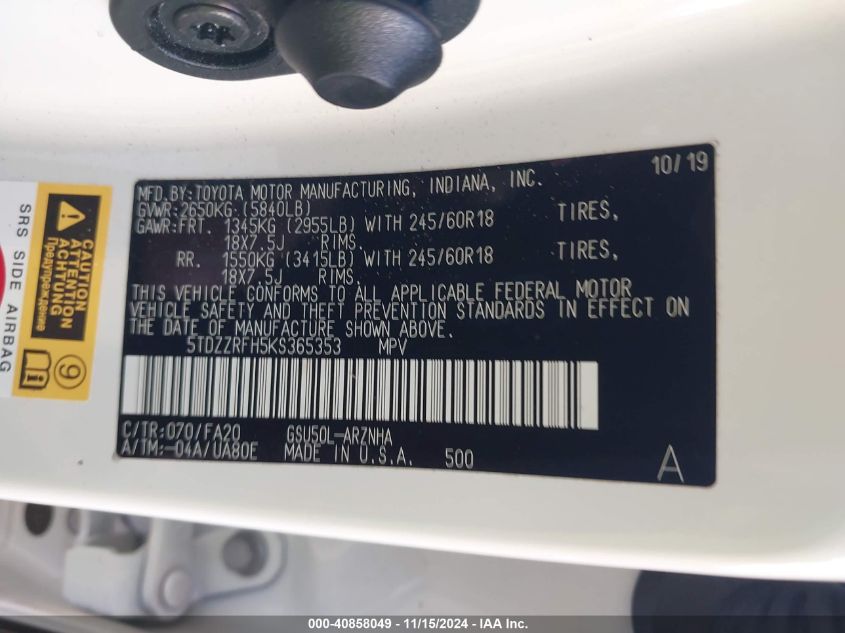 MFD.BY:TOYOTA MOTOR MANUFACTURING, INDIANA, INC. 10/19
GVWR:2650KG (5840LB)
GAWR:FRT. 1345KG (2955LB) WITH 245/60R18 TIRES,
18X7.5J RIMS.
RR. 1550KG (3415LB) WITH 245/60R18 TIRES,
18X7.5J RIMS.
THIS VEHICLE CONFORMS TO ALL APPLICABLE FEDERAL MOTOR
VEHICLE SAFETY AND THEFT PREVENTION STANDARDS IN EFFECT ON
THE DATE OF MANUFACTURE SHOWN ABOVE.
5TDZZRFH5KS365353 MPV
C/TR:070/FA20 GSU50L-ARZNHA
A/TM:-04A/UA80E MADE IN U.S.A. 500 A
SRS SIDE AIRBAG
CAUTION
ATTENTION
ACHTUNG
Предупреждение
9
000-40858049 - 11/15/2024 - IAA Inc.